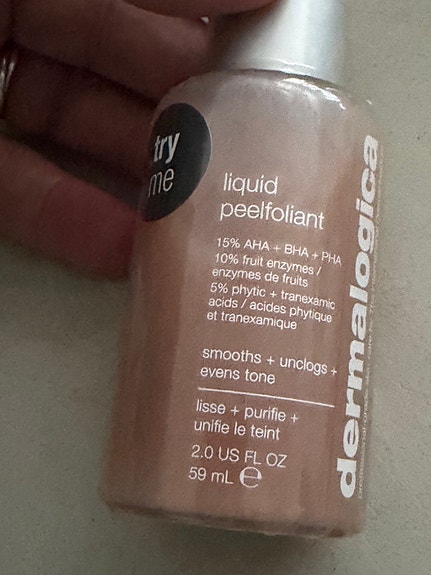 try
me
liquid
peelfoliant
15% AHA + BHA + PHA
10% fruit enzymes /
enzymes de fruits
5% phytic + tranexamic
acids / acides phytique
et tranexamique
smooths + unclogs +
evens tone
lisse + purifie +
unifie le teint
2.0 US FL OZ
59 mL ℮
dermalogica